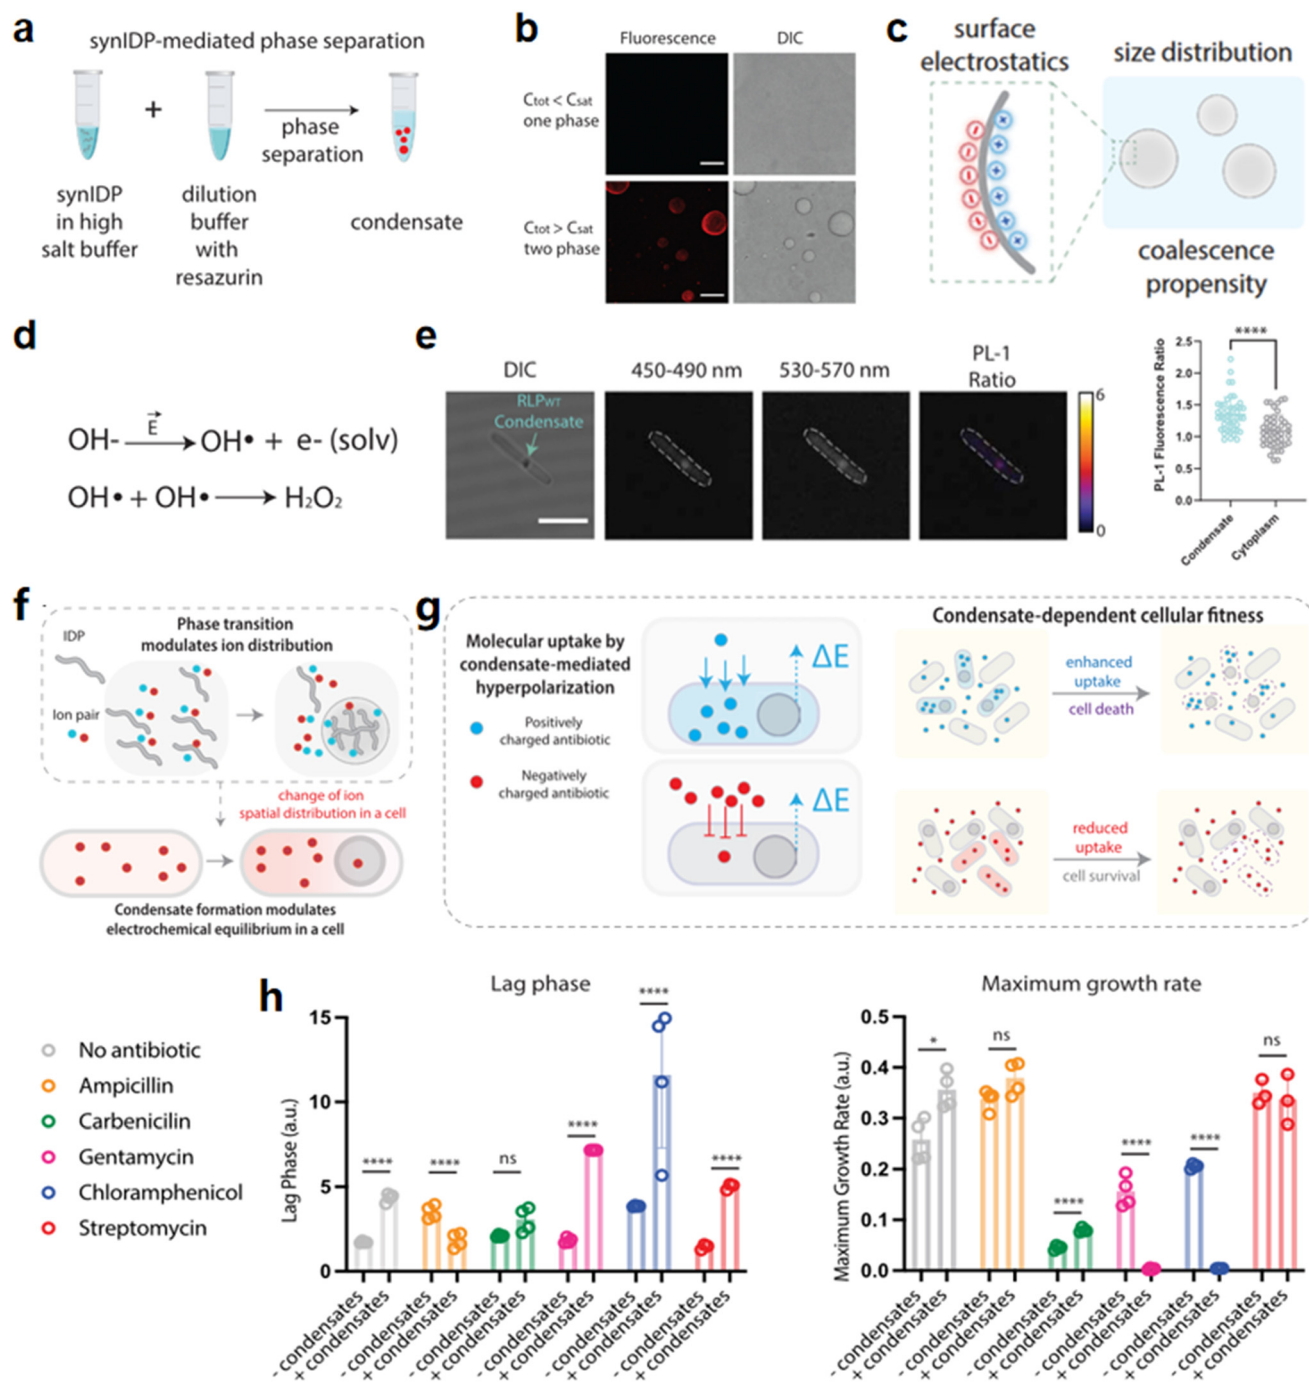 a
synIDP-mediated phase separation
+
phase
separation
synIDP
in high
salt buffer
dilution
buffer
with
resazurin
condensate
b
Fluorescence
DIC
Ctot < Csat
one phase
Ctot > Csat
two phase
c
surface
electrostatics
size distribution
coalescence
propensity
d
OH- E OH• + e- (solv)
OH• + OH• H2O2
e
DIC
450-490 nm
530-570 nm
PL-1
Ratio
RLPWT
Condensate
6
0
****
PL-1 Fluorescence Ratio
2.5
2.0
1.5
1.0
0.5
0.0
Condensate
Cytoplasm
f
Phase transition
modulates ion distribution
IDP
Ion pair
change of ion
spatial distribution in a cell
Condensate formation modulates
electrochemical equilibrium in a cell
g
Molecular uptake by
condensate-mediated
hyperpolarization
Positively
charged antibiotic
Negatively
charged antibiotic
ΔE
ΔE
Condensate-dependent cellular fitness
enhanced
uptake
cell death
reduced
uptake
cell survival
h
No antibiotic
Ampicillin
Carbenicilin
Gentamycin
Chloramphenicol
Streptomycin
Lag phase
Lag Phase (a.u.)
15
10
5
0
****
****
ns
****
****
****
- condensates
+ condensates
- condensates
+ condensates
- condensates
+ condensates
- condensates
+ condensates
- condensates
+ condensates
- condensates
+ condensates
Maximum growth rate
Maximum Growth Rate (a.u.)
0.5
0.4
0.3
0.2
0.1
0.0
*
ns
****
****
****
ns
- condensates
+ condensates
- condensates
+ condensates
- condensates
+ condensates
- condensates
+ condensates
- condensates
+ condensates
- condensates
+ condensates